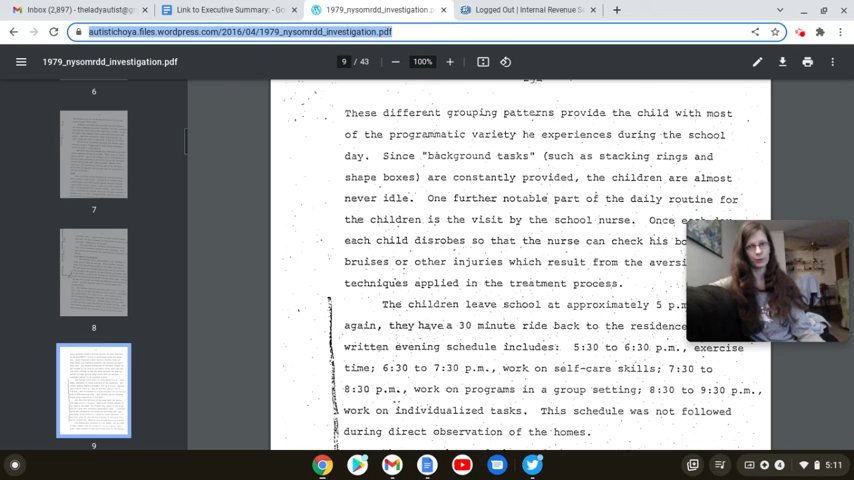 Inbox (2,897) - theladyautist@g
Link to Executive Summary: - Go
1979_nysomrdd_investigation.pdf
Logged Out | Internal Revenue S
autistichoya.files.wordpress.com/2016/04/1979_nysomrdd_investigation.pdf
1979_nysomrdd_investigation.pdf
9 / 43
100%
6
7
8
9
These different grouping patterns provide the child with most
of the programmatic variety he experiences during the school
day. Since "background tasks" (such as stacking rings and
shape boxes) are constantly provided, the children are almost
never idle. One further notable part of the daily routine for
the children is the visit by the school nurse. Once each day
each child disrobes so that the nurse can check his bo
bruises or other injuries which result from the aversi
techniques applied in the treatment process.
The children leave school at approximately 5 p.m
again, they have a 30 minute ride back to the residence
written evening schedule includes: 5:30 to 6:30 p.m., exercise
time; 6:30 to 7:30 p.m., work on self-care skills; 7:30 to
8:30 p.m., work on programs in a group setting; 8:30 to 9:30 p.m.,
work on individualized tasks. This schedule was not followed
during direct observation of the homes.
4
5:11